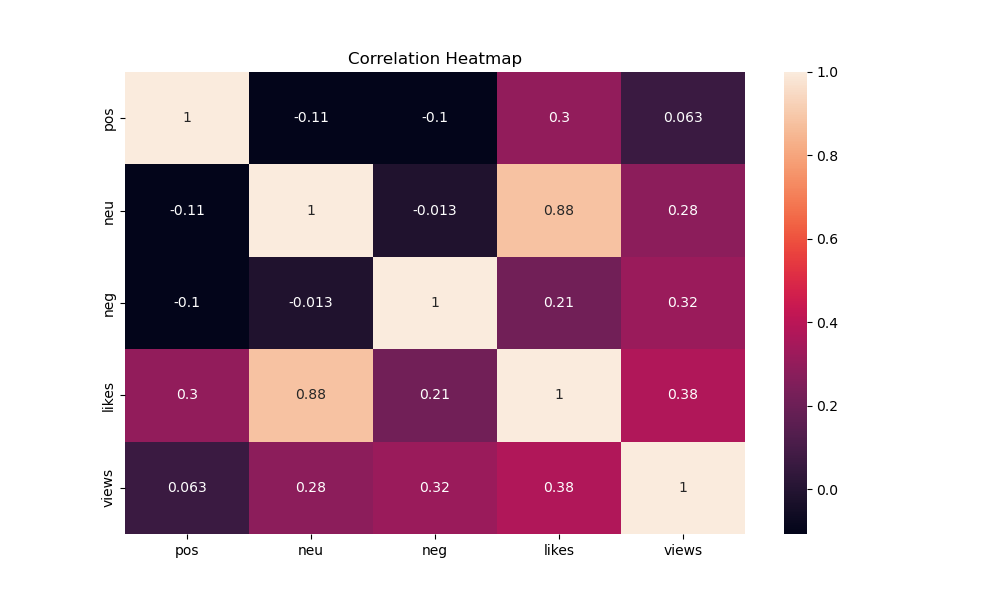 Correlation Heatmap
pos 1 -0.11 -0.1 0.3 0.063
neu -0.11 1 -0.013 0.88 0.28
neg -0.1 -0.013 1 0.21 0.32
likes 0.3 0.88 0.21 1 0.38
views 0.063 0.28 0.32 0.38 1
pos neu neg likes views
1.0
0.8
0.6
0.4
0.2
0.0